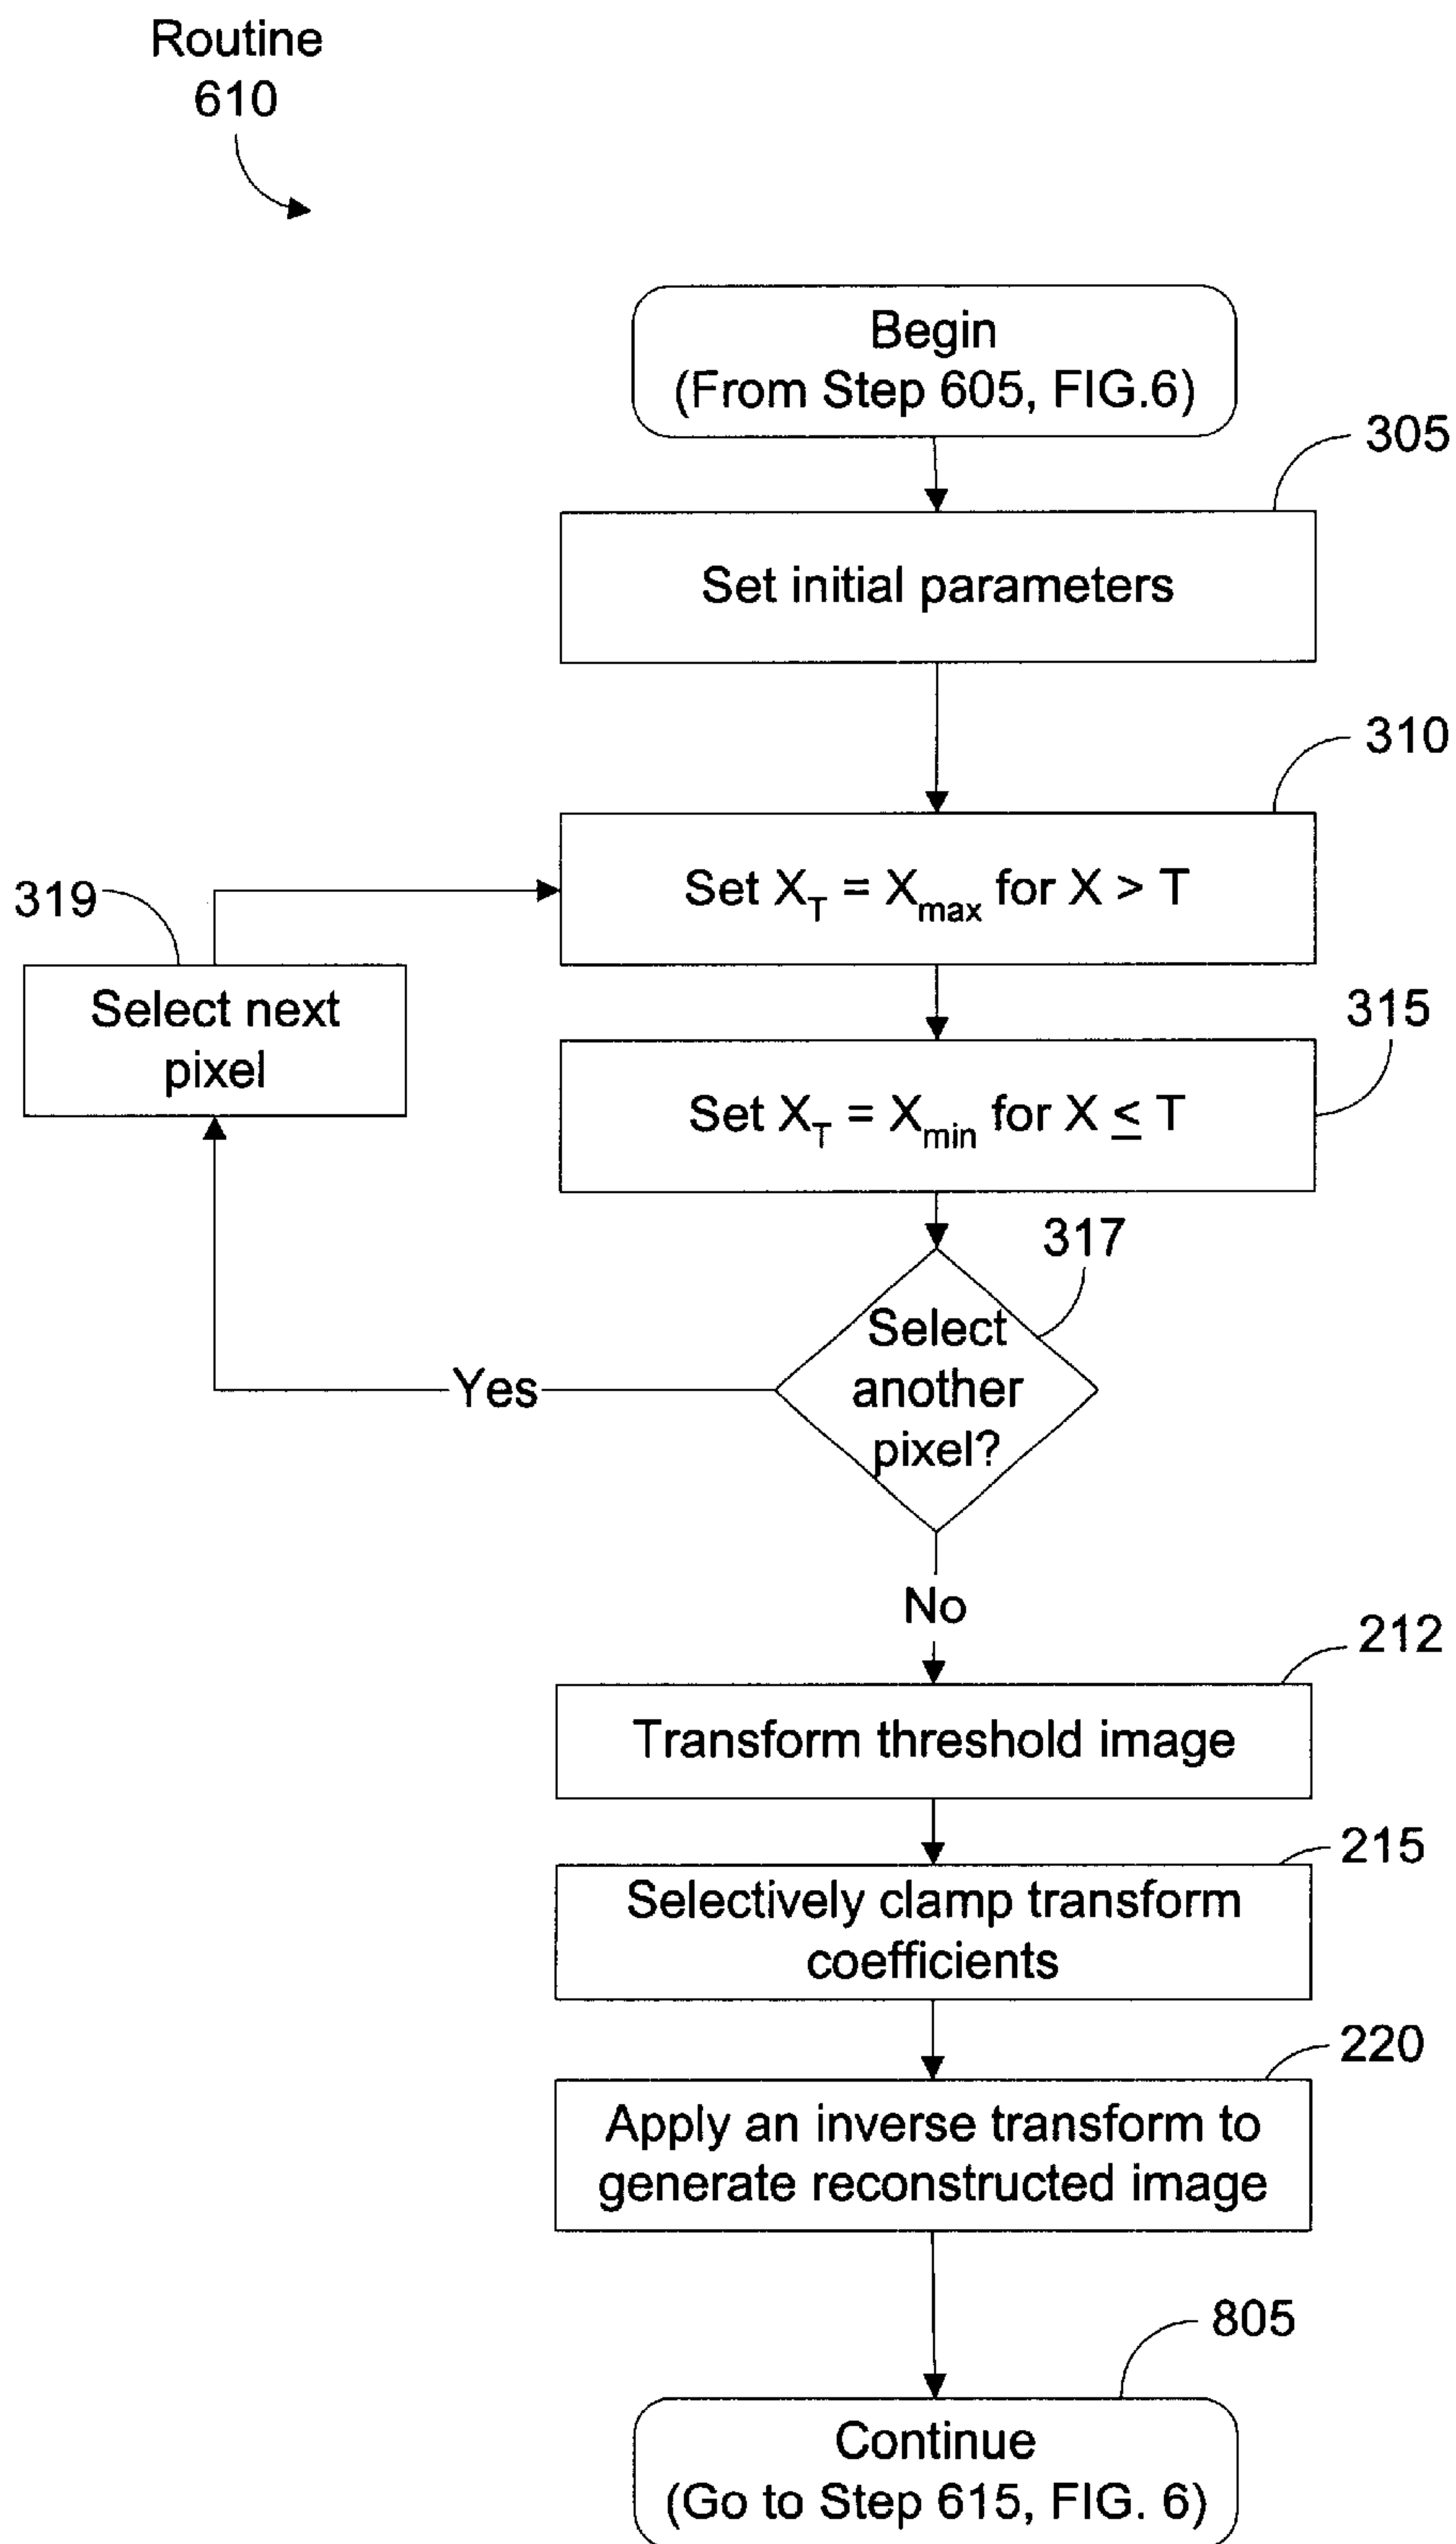 Routine
610
Begin
(From Step 605, FIG.6)
305
Set initial parameters
310
Set X_T = X_max for X > T
319
Select next
pixel
315
Set X_T = X_min for X ≤ T
317
Select
another
pixel?
Yes
No
212
Transform threshold image
215
Selectively clamp transform
coefficients
220
Apply an inverse transform to
generate reconstructed image
805
Continue
(Go to Step 615, FIG. 6)